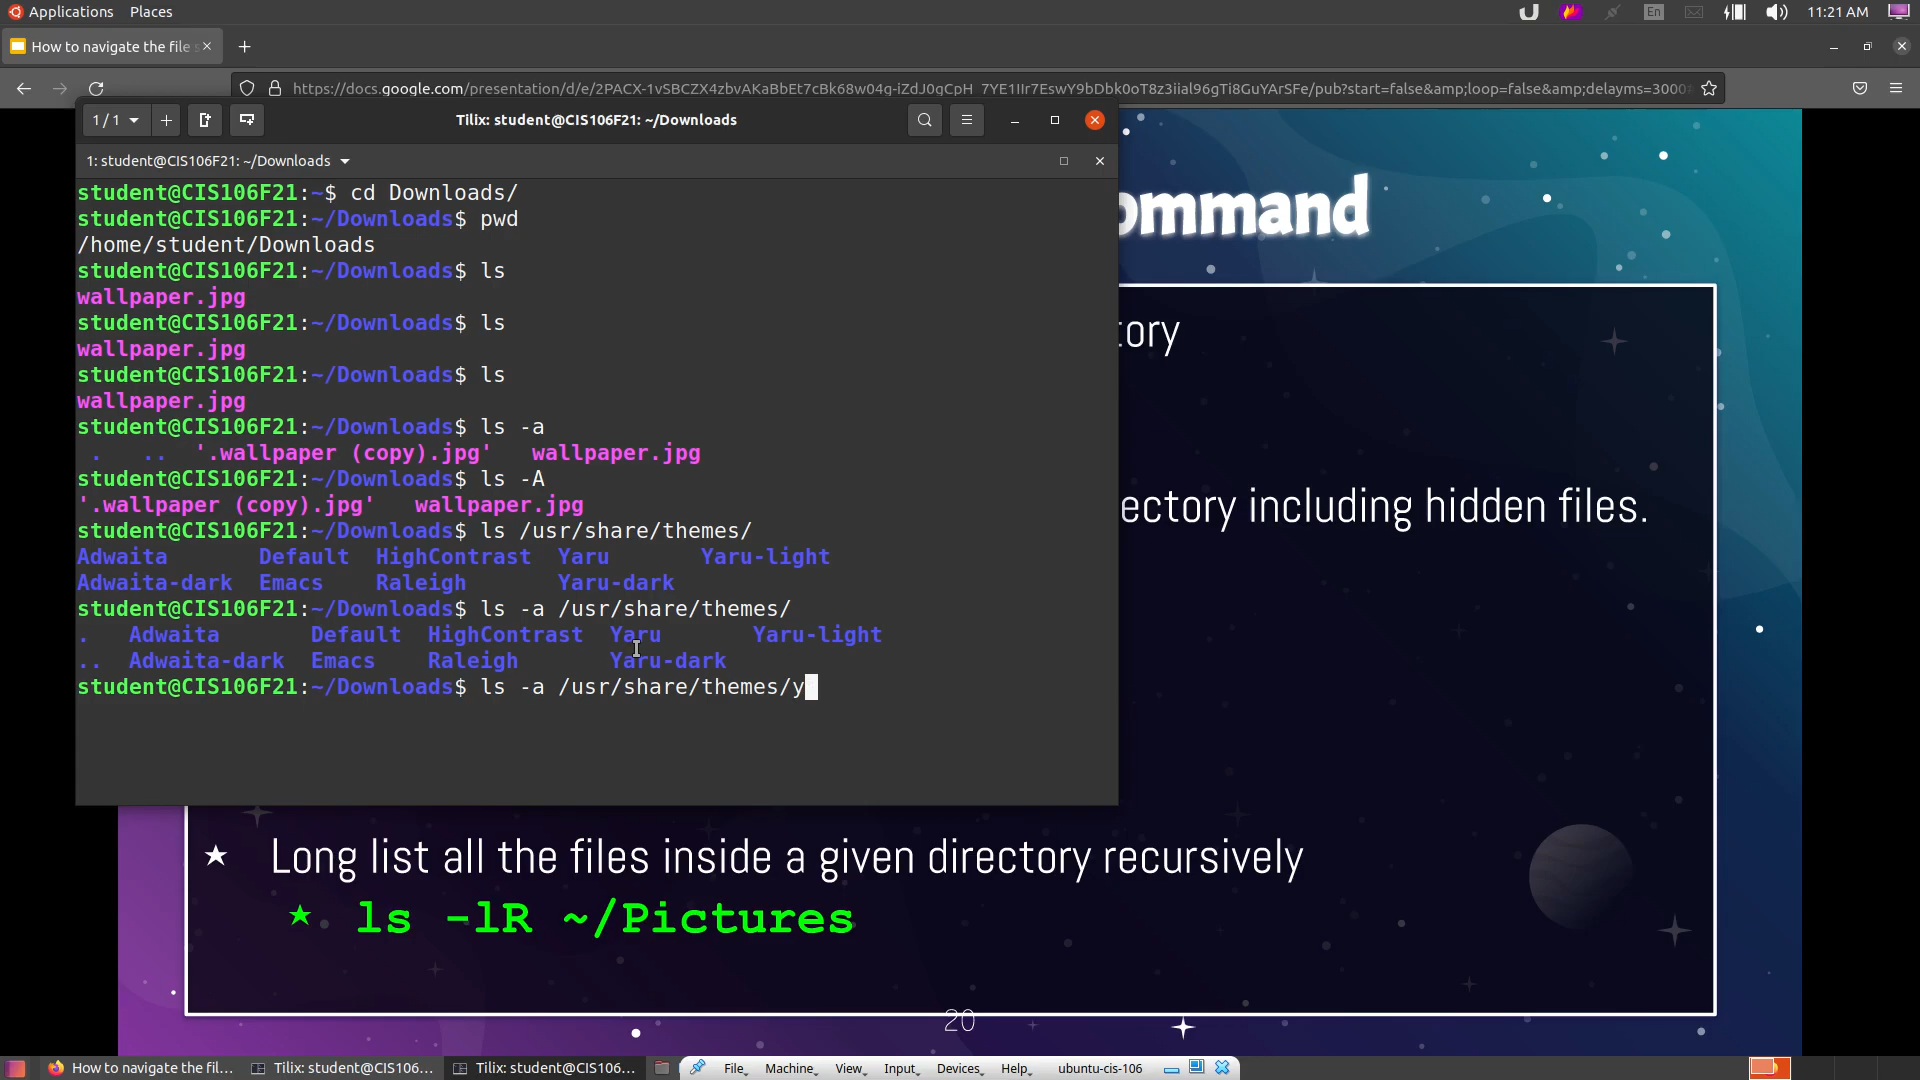 Applications Places En 11:21 AM
How to navigate the file
https://docs.google.com/presentation/d/e/2PACX-1vSBCZX4zbvAKaBbEt7cBk68w04g-iZdJ0gCpH_7YE1IIr7EswY9bDbk0oT8z3iial96gTi8GuYArSFe/pub?start=false&amp;loop=false&amp;delayms=3000
1 / 1 Tilix: student@CIS106F21: ~/Downloads
1: student@CIS106F21: ~/Downloads
student@CIS106F21:~$ cd Downloads/
student@CIS106F21:~/Downloads$ pwd
/home/student/Downloads
student@CIS106F21:~/Downloads$ ls
wallpaper.jpg
student@CIS106F21:~/Downloads$ ls
wallpaper.jpg
student@CIS106F21:~/Downloads$ ls
wallpaper.jpg
student@CIS106F21:~/Downloads$ ls -a
. .. '.wallpaper (copy).jpg' wallpaper.jpg
student@CIS106F21:~/Downloads$ ls -A
'.wallpaper (copy).jpg' wallpaper.jpg
student@CIS106F21:~/Downloads$ ls /usr/share/themes/
Adwaita Default HighContrast Yaru Yaru-light
Adwaita-dark Emacs Raleigh Yaru-dark
student@CIS106F21:~/Downloads$ ls -a /usr/share/themes/
. Adwaita Default HighContrast Yaru Yaru-light
.. Adwaita-dark Emacs Raleigh Yaru-dark
student@CIS106F21:~/Downloads$ ls -a /usr/share/themes/y
ommand
tory
ectory including hidden files.
Long list all the files inside a given directory recursively
ls -lR ~/Pictures
20
How to navigate the fil... Tilix: student@CIS106... Tilix: student@CIS106... File Machine View Input Devices Help ubuntu-cis-106